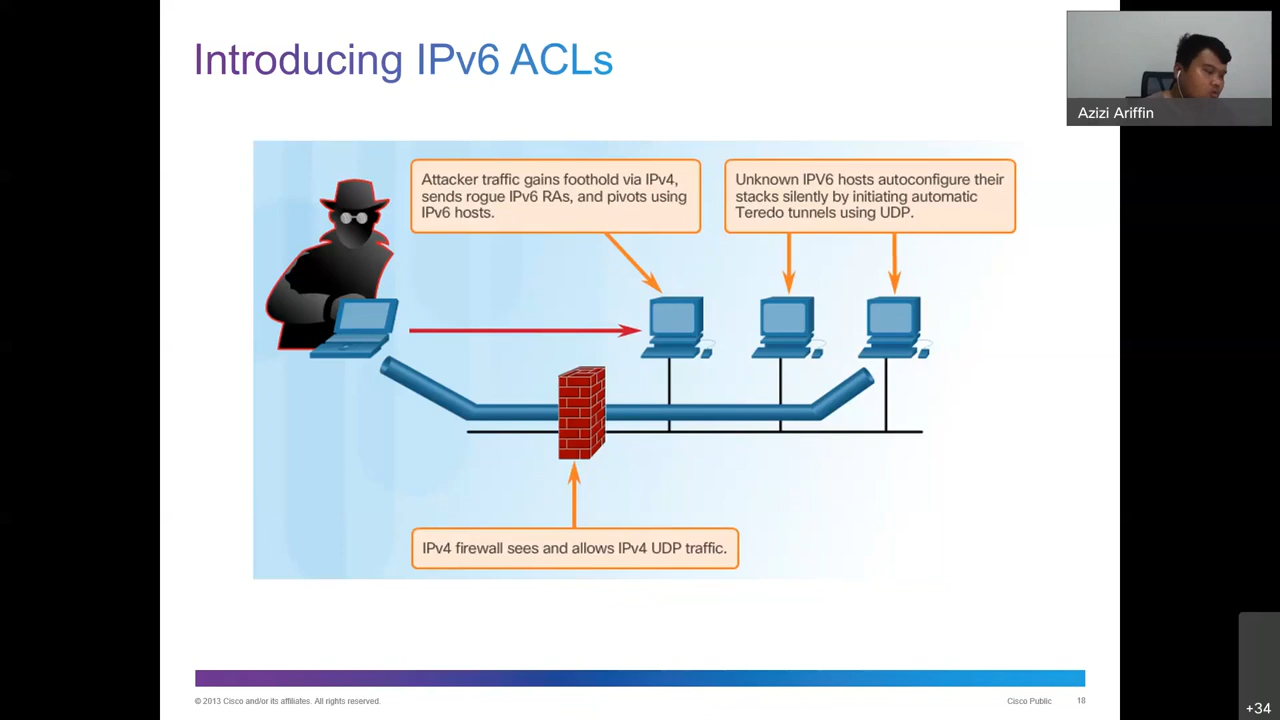 Introducing IPv6 ACLs
Azizi Ariffin
Attacker traffic gains foothold via IPv4,
sends rogue IPv6 RAs, and pivots using
IPv6 hosts.
Unknown IPV6 hosts autoconfigure their
stacks silently by initiating automatic
Teredo tunnels using UDP.
IPv4 firewall sees and allows IPv4 UDP traffic.
© 2013 Cisco and/or its affiliates. All rights reserved.
Cisco Public
18
+34